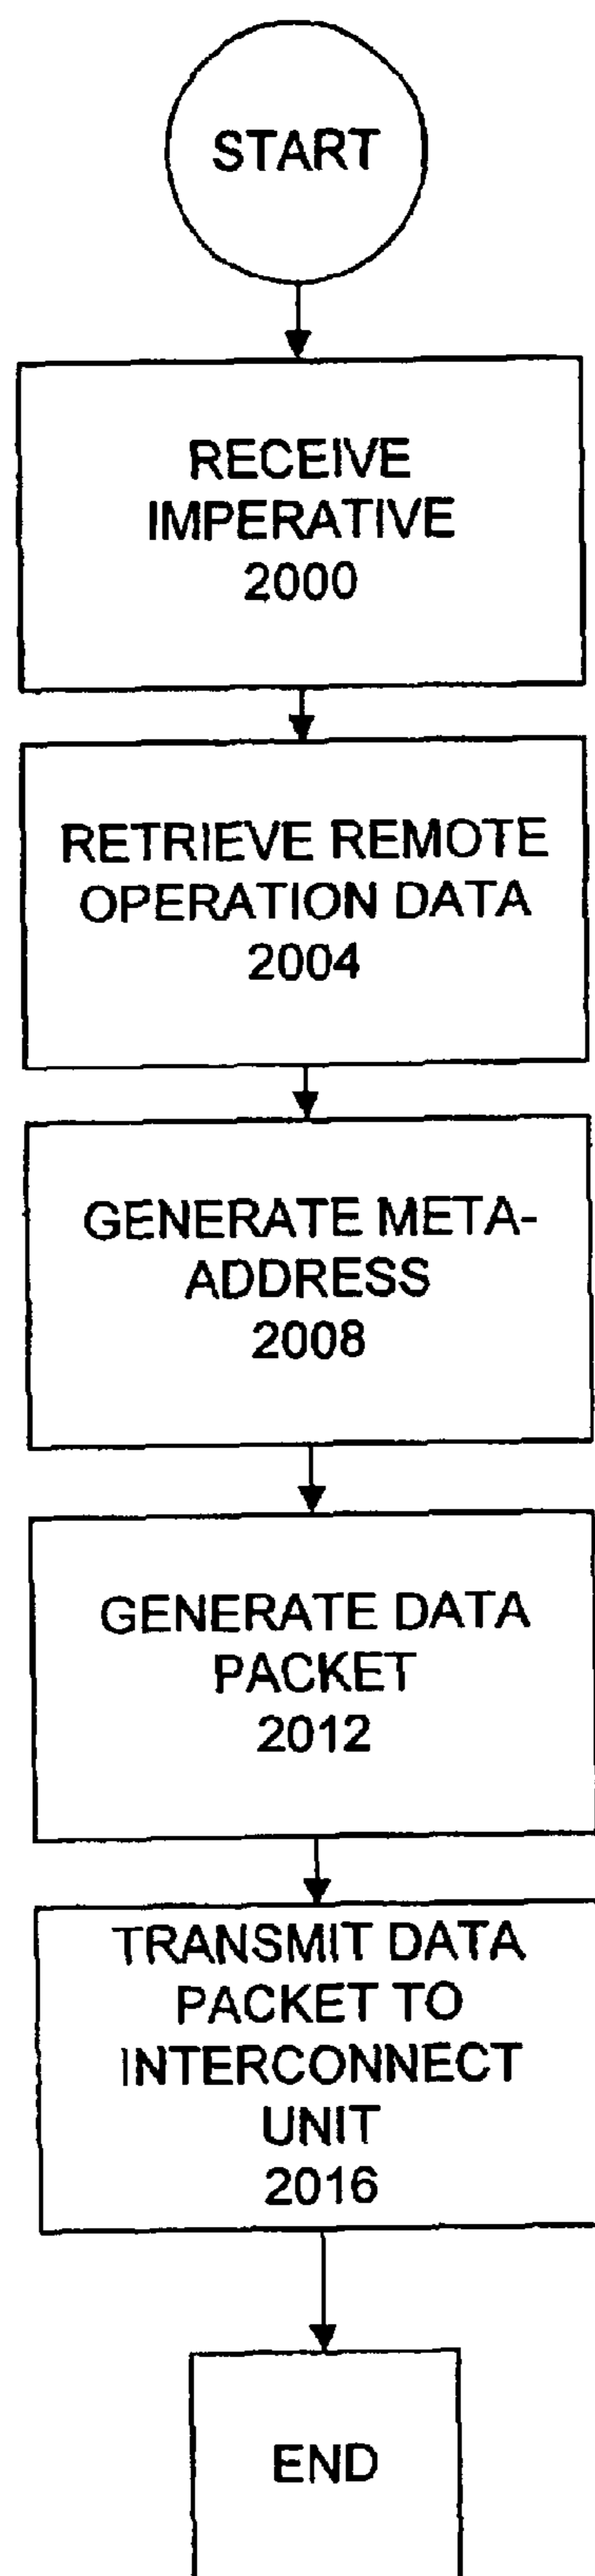 START
RECEIVE
IMPERATIVE
2000
RETRIEVE REMOTE
OPERATION DATA
2004
GENERATE META-
ADDRESS
2008
GENERATE DATA
PACKET
2012
TRANSMIT DATA
PACKET TO
INTERCONNECT
UNIT
2016
END